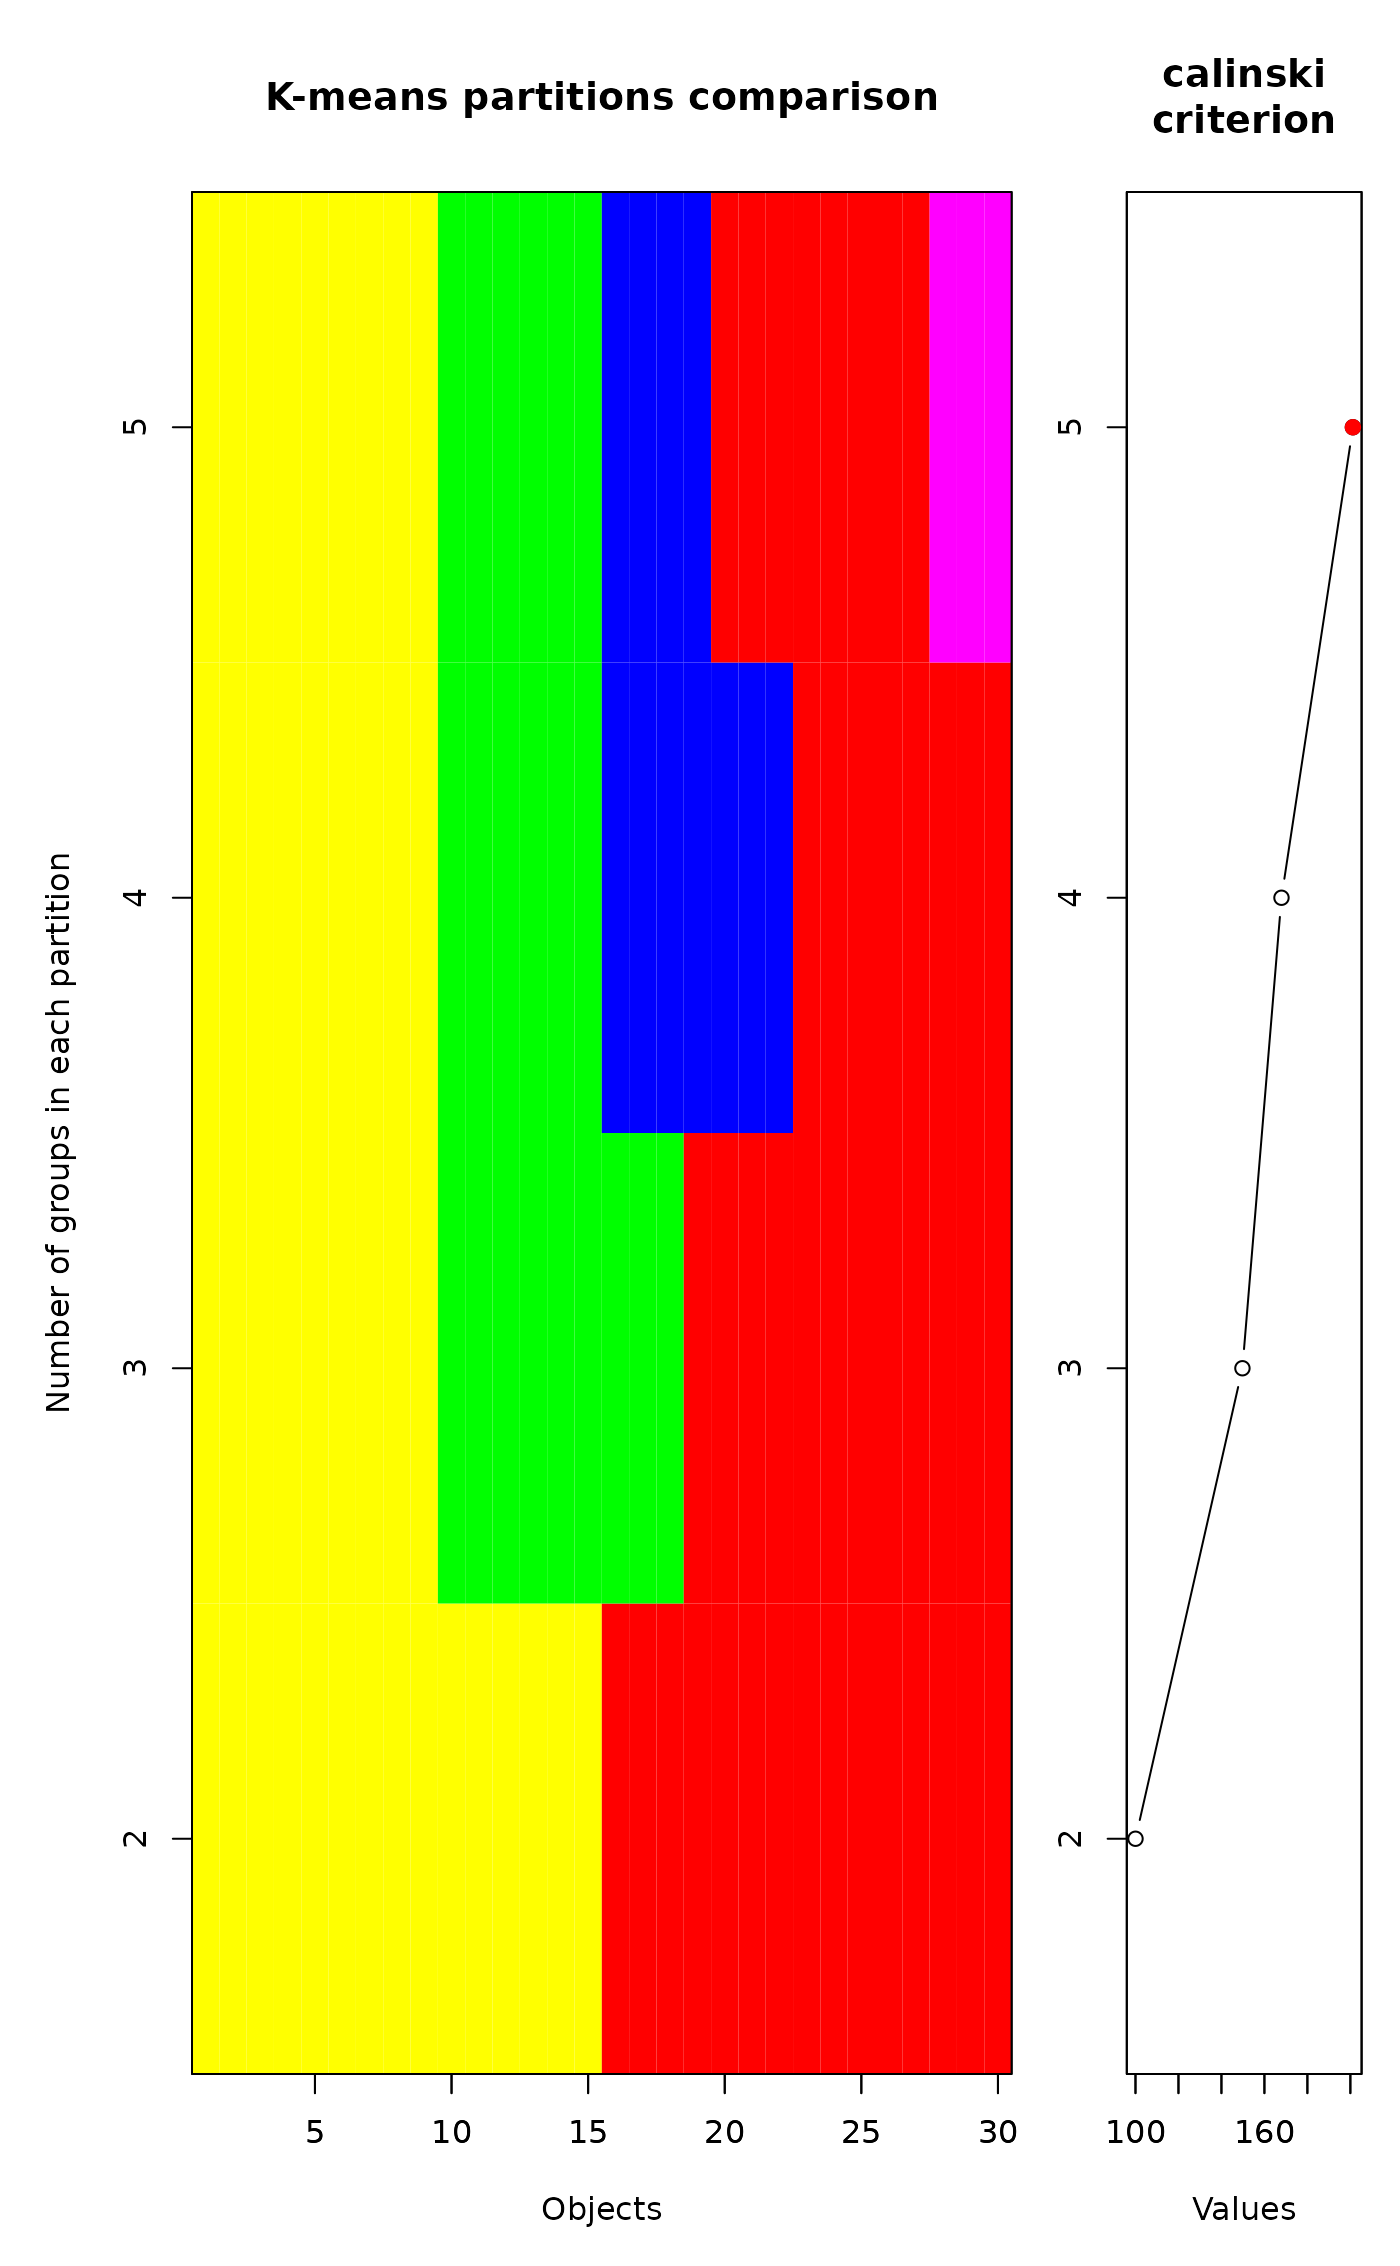 K-means partitions comparison
calinski
criterion
Number of groups in each partition
5
4
3
2
5 10 15 20 25 30
Objects
5
4
3
2
100 160
Values